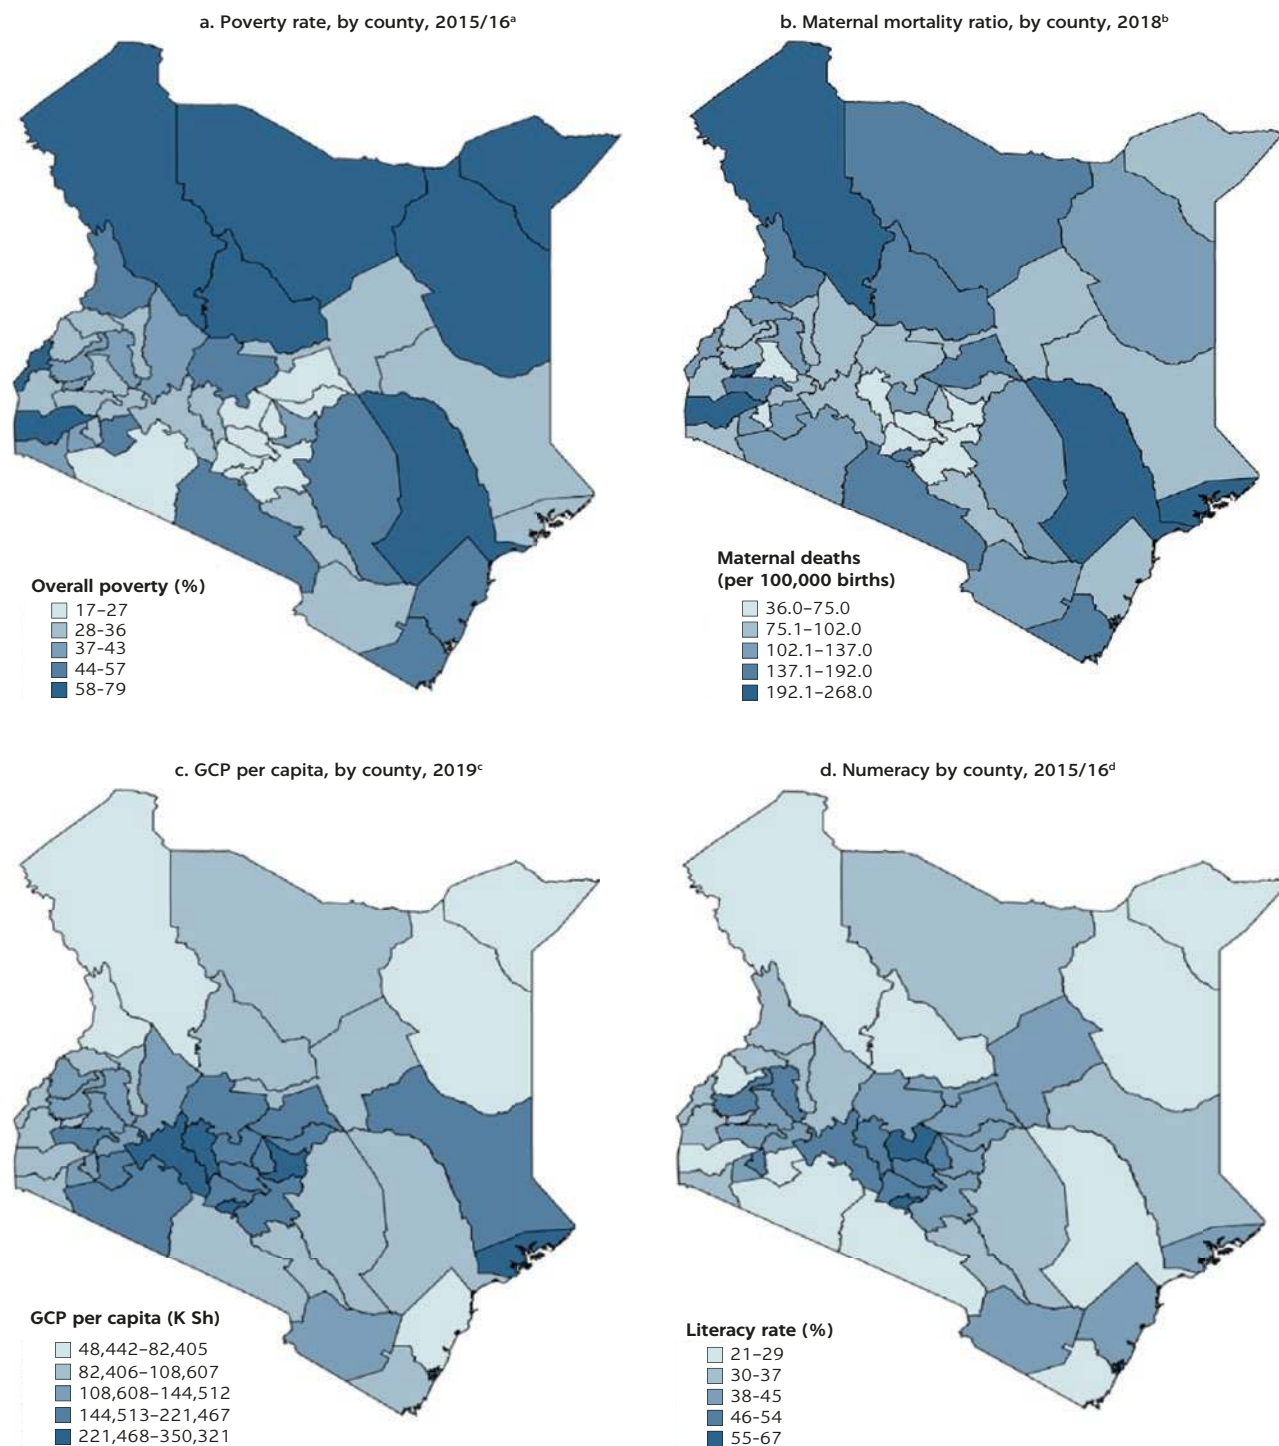 a. Poverty rate, by county, 2015/16ᵃ
b. Maternal mortality ratio, by county, 2018ᵇ
Overall poverty (%)
17–27
28-36
37-43
44-57
58-79
Maternal deaths
(per 100,000 births)
36.0–75.0
75.1–102.0
102.1–137.0
137.1–192.0
192.1–268.0
c. GCP per capita, by county, 2019ᶜ
d. Numeracy by county, 2015/16ᵈ
GCP per capita (K Sh)
48,442–82,405
82,406–108,607
108,608–144,512
144,513–221,467
221,468–350,321
Literacy rate (%)
21–29
30-37
38-45
46-54
55-67